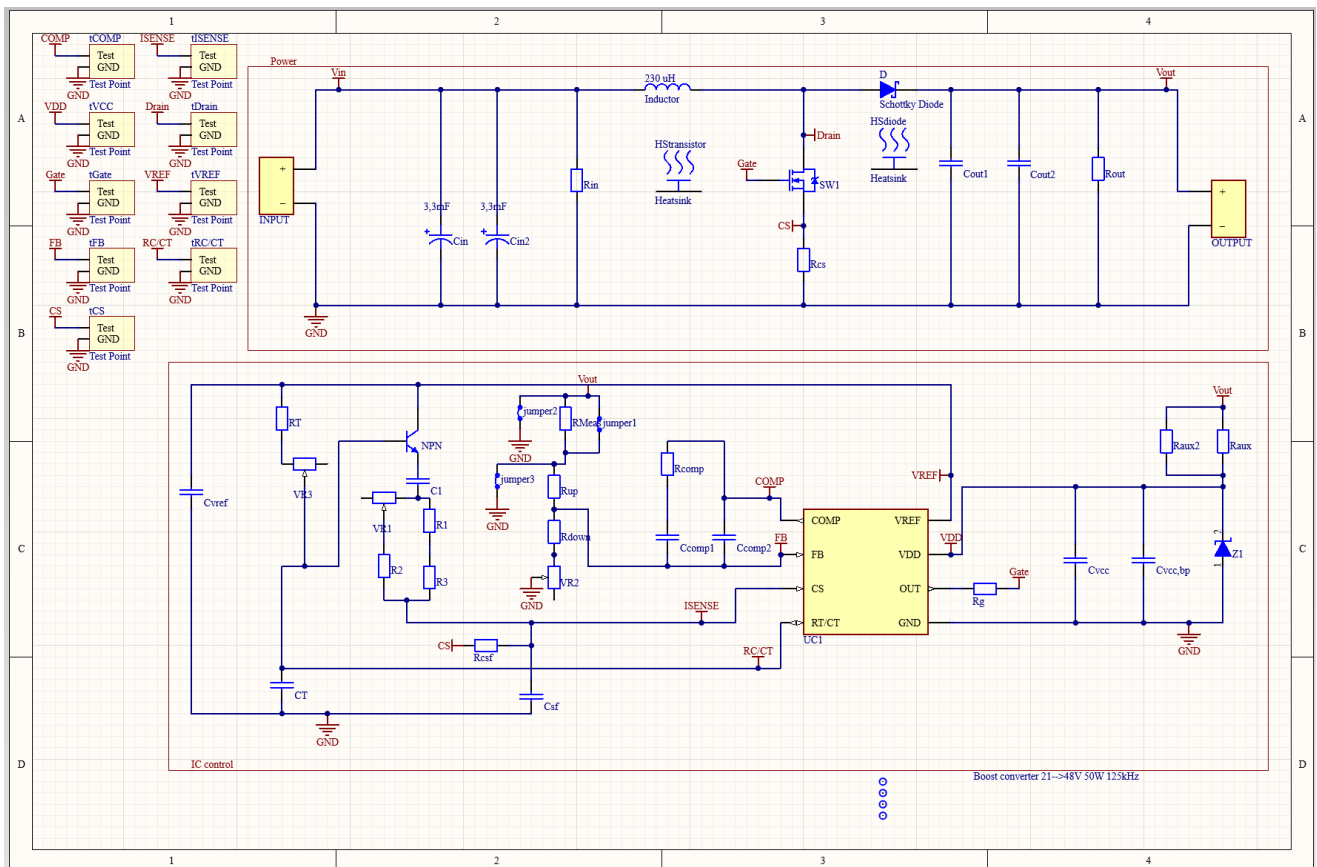 1 2 3 4
A A
B B
C C
D D
1 2 3 4
COMP tCOMP ISENSE tISENSE
Test Test
GND GND
GND Test Point GND Test Point
VDD tVCC Drain tDrain
Test Test
GND GND
GND Test Point GND Test Point
Gate tGate VREF tVREF
Test Test
GND GND
GND Test Point GND Test Point
FB tFB RC/CT tRC/CT
Test Test
GND GND
GND Test Point GND Test Point
CS tCS
Test
GND
GND Test Point
Power
Vin
230 uH
Inductor
D
Schottky Diode
Vout
Drain
HSdiode
Heatsink
HStransistor
Heatsink
Gate
SW1
CS
Rcs
+
−
INPUT
3,3mF
+
Cin
3,3mF
+
Cin2
Rin
Cout1
Cout2
Rout
+
−
OUTPUT
GND
Vout
jumper2
RMeas
jumper1
GND
RT
NPN
VR3
Cvref
C1
VR1
R1
R2
R3
jumper3
GND
Rup
Rdown
VR2
GND
Rcomp
COMP
Ccomp1
Ccomp2
FB
VREF
VDD
COMP VREF
FB VDD
CS OUT
RT/CT GND
UC1
Rg
Gate
Vout
Raux2
Raux
Cvcc
Cvcc,bp
2
Z1
1
GND
ISENSE
CS
Rcsf
RC/CT
CT
Csf
GND
IC control
Boost converter 21-->48V 50W 125kHz